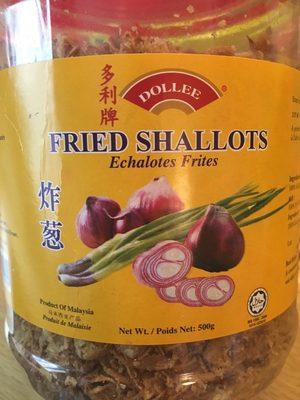 多利牌
DOLLEE
FRIED SHALLOTS
Echalotes Frites
炸葱
Product Of Malaysia
马来西亚产品
Produit de Malaisie
Net Wt. / Poids Net: 500g